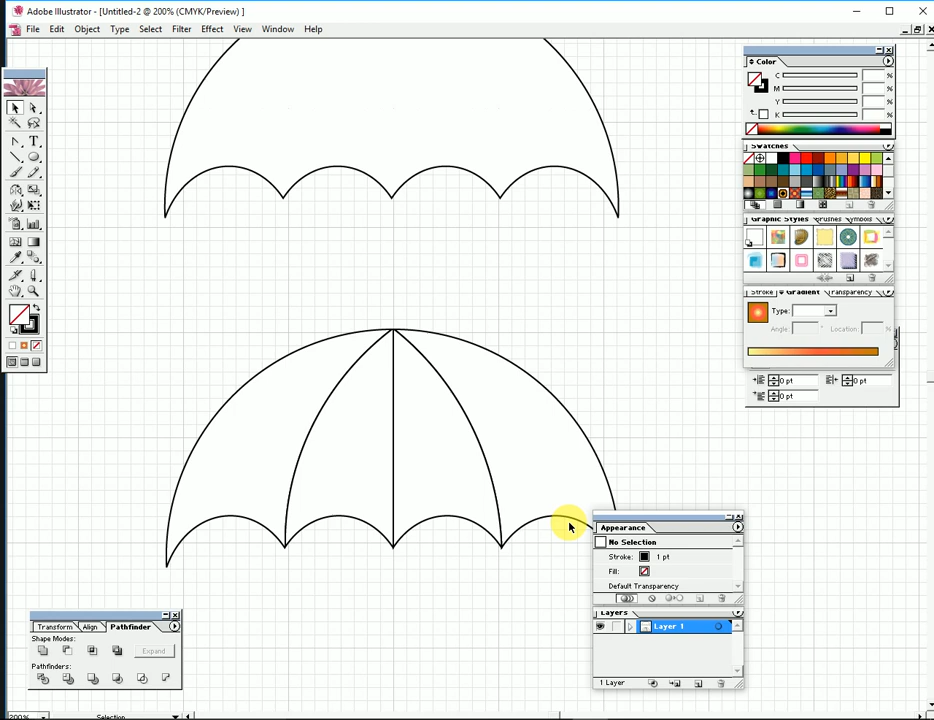 Adobe Illustrator - [Untitled-2 @ 200% (CMYK/Preview) ]
File Edit Object Type Select Filter Effect View Window Help
Color
C %
M %
Y %
K %
Swatches
Graphic Styles Brushes Symbols
Stroke Gradient Transparency
Type:
Angle: ° Location: %
0 pt 0 pt
0 pt
Appearance
No Selection
Stroke: 1 pt
Fill:
Default Transparency
Layers
Layer 1
1 Layer
Transform Align Pathfinder
Shape Modes:
Expand
Pathfinders:
200% Selection